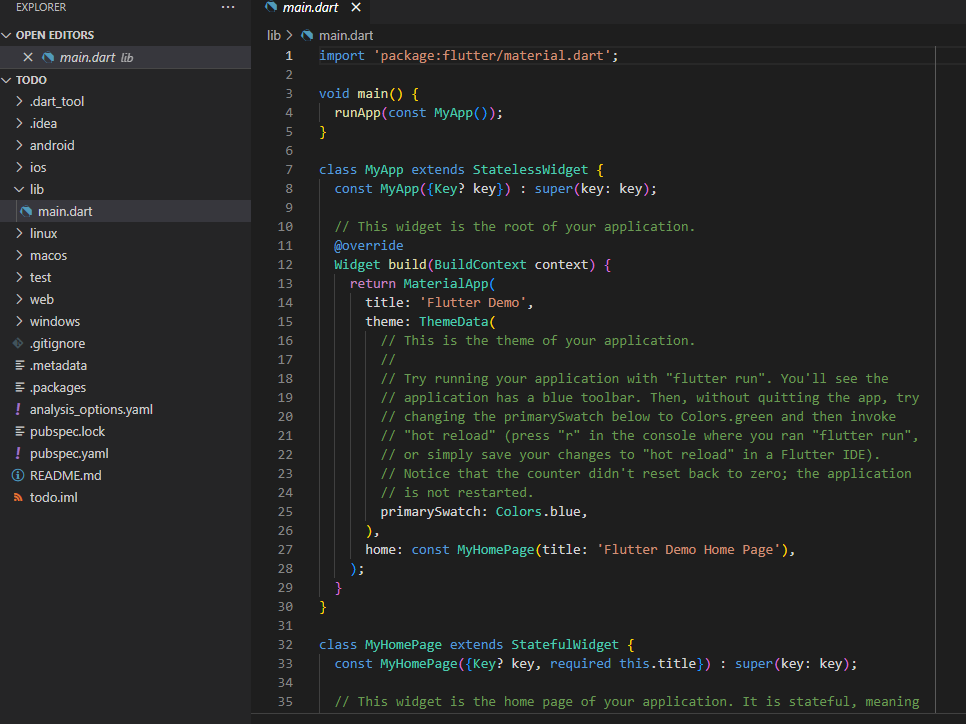 EXPLORER
OPEN EDITORS
main.dart lib
TODO
.dart_tool
.idea
android
ios
lib
main.dart
linux
macos
test
web
windows
.gitignore
.metadata
.packages
analysis_options.yaml
pubspec.lock
pubspec.yaml
README.md
todo.iml
main.dart
lib > main.dart
1 import 'package:flutter/material.dart';
2
3 void main() {
4   runApp(const MyApp());
5 }
6
7 class MyApp extends StatelessWidget {
8   const MyApp({Key? key}) : super(key: key);
9
10   // This widget is the root of your application.
11   @override
12   Widget build(BuildContext context) {
13     return MaterialApp(
14       title: 'Flutter Demo',
15       theme: ThemeData(
16         // This is the theme of your application.
17         //
18         // Try running your application with "flutter run". You'll see the
19         // application has a blue toolbar. Then, without quitting the app, try
20         // changing the primarySwatch below to Colors.green and then invoke
21         // "hot reload" (press "r" in the console where you ran "flutter run",
22         // or simply save your changes to "hot reload" in a Flutter IDE).
23         // Notice that the counter didn't reset back to zero; the application
24         // is not restarted.
25         primarySwatch: Colors.blue,
26       ),
27       home: const MyHomePage(title: 'Flutter Demo Home Page'),
28     );
29   }
30 }
31
32 class MyHomePage extends StatefulWidget {
33   const MyHomePage({Key? key, required this.title}) : super(key: key);
34
35   // This widget is the home page of your application. It is stateful, meaning